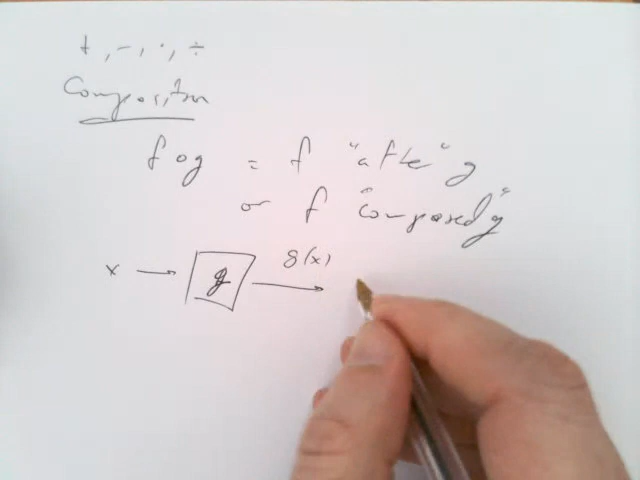 +, -, ·, ÷
Composition
f o g = f "after" g
or f "composed g"
x → g g(x) →